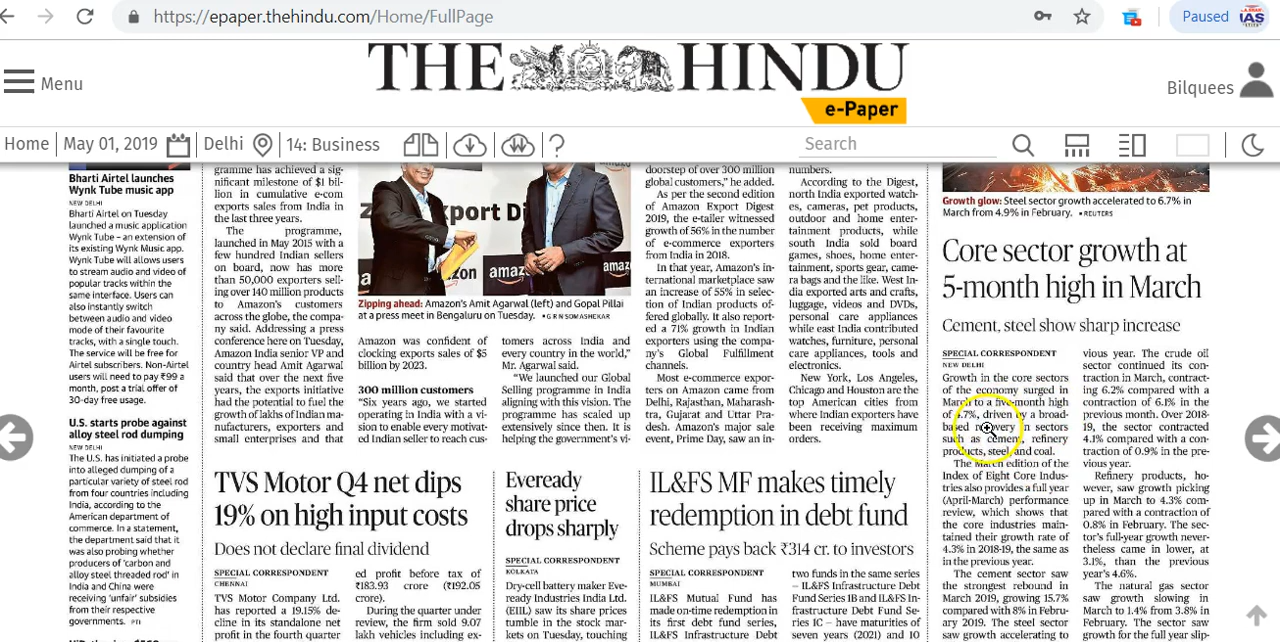 https://epaper.thehindu.com/Home/FullPage
Paused
IAS
THE HINDU
e-Paper
Menu
Bilquees
Home
May 01, 2019
Delhi
14: Business
?
Search
Bharti Airtel launches
Wynk Tube music app
NEW DELHI
Bharti Airtel on Tuesday
launched a music application
Wynk Tube – an extension of
its existing Wynk Music app.
Wynk Tube will allows users
to stream audio and video of
popular tracks within the
same interface. Users can
also instantly switch
between audio and video
mode of their favourite
tracks, with a single touch.
The service will be free for
Airtel subscribers. Non-Airtel
users will need to pay ₹99 a
month, post a trial offer of
30-day free usage.
U.S. starts probe against
alloy steel rod dumping
NEW DELHI
The U.S. has initiated a probe
into alleged dumping of a
particular variety of steel rod
from four countries including
India, according to the
American department of
commerce. In a statement,
the department said that it
was also probing whether
producers of 'carbon and
alloy steel threaded rod' in
India and China were
receiving 'unfair' subsidies
from their respective
governments. PTI
gramme has achieved a sig-
nificant milestone of $1 bil-
lion in cumulative e-com
exports sales from India in
the last three years.
The programme,
launched in May 2015 with a
few hundred Indian sellers
on board, now has more
than 50,000 exporters sell-
ing over 140 million products
to Amazon's customers
across the globe, the compa-
ny said. Addressing a press
conference here on Tuesday,
Amazon India senior VP and
country head Amit Agarwal
said that over the next five
years, the exports initiative
had the potential to fuel the
growth of lakhs of Indian ma-
nufacturers, exporters and
small enterprises and that
xport Di
zon
amaz
amaz
Zipping ahead: Amazon's Amit Agarwal (left) and Gopal Pillai
at a press meet in Bengaluru on Tuesday. • G R N SOMASHEKAR
Amazon was confident of
clocking exports sales of $5
billion by 2023.
300 million customers
"Six years ago, we started
operating in India with a vi-
sion to enable every motivat-
ed Indian seller to reach cus-
tomers across India and
every country in the world,"
Mr. Agarwal said.
"We launched our Global
Selling programme in India
aligning with this vision. The
programme has scaled up
extensively since then. It is
helping the government's vi-
doorstep of over 300 million
global customers," he added.
As per the second edition
of Amazon Export Digest
2019, the e-tailer witnessed
growth of 56% in the number
of e-commerce exporters
from India in 2018.
In that year, Amazon's in-
ternational marketplace saw
an increase of 55% in selec-
tion of Indian products of-
fered globally. It also report-
ed a 71% growth in Indian
exporters using the compa-
ny's Global Fulfillment
channels.
Most e-commerce expor-
ters on Amazon came from
Delhi, Rajasthan, Maharash-
tra, Gujarat and Uttar Pra-
desh. Amazon's major sale
event, Prime Day, saw an in-
numbers.
According to the Digest,
north India exported watch-
es, cameras, pet products,
outdoor and home enter-
tainment products, while
south India sold board
games, shoes, home enter-
tainment, sports gear, came-
ra bags and the like. West In-
dia exported arts and crafts,
luggage, videos and DVDs,
personal care appliances
while east India contributed
watches, furniture, personal
care appliances, tools and
electronics.
New York, Los Angeles,
Chicago and Houston are the
top American cities from
where Indian exporters have
been receiving maximum
orders.
Growth glow: Steel sector growth accelerated to 6.7% in
March from 4.9% in February. • REUTERS
Core sector growth at
5-month high in March
Cement, steel show sharp increase
SPECIAL CORRESPONDENT
NEW DELHI
Growth in the core sectors
of the economy surged in
March to a five-month high
of 4.7%, driven by a broad-
based recovery in sectors
such as cement, refinery
products, steel and coal.
The March edition of the
Index of Eight Core Indus-
tries also provides a full year
(April-March) performance
review, which shows that
the core industries main-
tained their growth rate of
4.3% in 2018-19, the same as
in the previous year.
The cement sector saw
the strongest rebound in
March 2019, growing 15.7%
compared with 8% in Febru-
ary 2019. The steel sector
saw growth accelerating to
vious year. The crude oil
sector continued its con-
traction in March, contract-
ing 6.2% compared with a
contraction of 6.1% in the
previous month. Over 2018-
19, the sector contracted
4.1% compared with a con-
traction of 0.9% in the pre-
vious year.
Refinery products, ho-
wever, saw growth picking
up in March to 4.3% com-
pared with a contraction of
0.8% in February. The sec-
tor's full-year growth never-
theless came in lower, at
3.1%, than the previous
year's 4.6%.
The natural gas sector
saw growth slowing in
March to 1.4% from 3.8% in
February. The growth for
the full year slip-
TVS Motor Q4 net dips
19% on high input costs
Does not declare final dividend
SPECIAL CORRESPONDENT
CHENNAI
TVS Motor Company Ltd.
has reported a 19.15% de-
cline in its standalone net
profit in the fourth quarter
ed profit before tax of
₹183.93 crore (₹192.05
crore).
During the quarter under
review, the firm sold 9.07
lakh vehicles including ex-
Eveready
share price
drops sharply
SPECIAL CORRESPONDENT
KOLKATA
Dry-cell battery maker Eve-
ready Industries India Ltd.
(EIIL) saw its share prices
tumble in the stock mar-
kets on Tuesday, touching
IL&FS MF makes timely
redemption in debt fund
Scheme pays back ₹314 cr. to investors
SPECIAL CORRESPONDENT
MUMBAI
IL&FS Mutual Fund has
made on-time redemption in
its first debt fund series,
IL&FS Infrastructure Debt
two funds in the same series
– IL&FS Infrastructure Debt
Fund Series 1B and IL&FS In-
frastructure Debt Fund Se-
ries 1C – have maturities of
seven years (2021) and 10